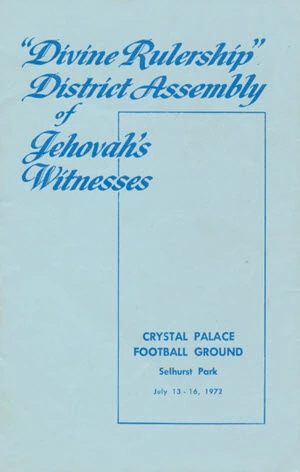 "Divine Rulership"
District Assembly
of
Jehovah's
Witnesses
CRYSTAL PALACE
FOOTBALL GROUND
Selhurst Park
July 13 - 16, 1972